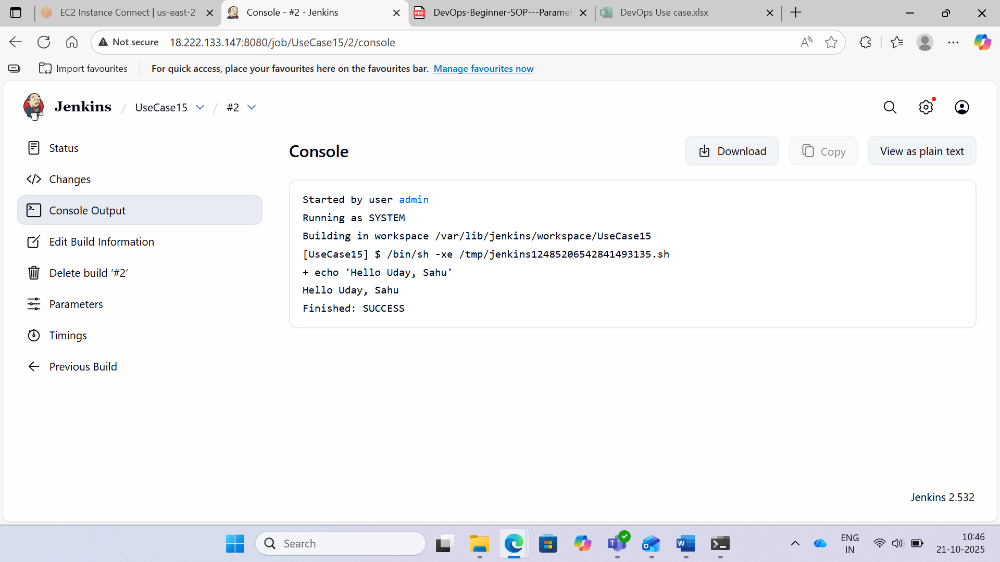 EC2 Instance Connect | us-east-2
Console - #2 - Jenkins
DevOps-Beginner-SOP---Paramet
DevOps Use case.xlsx
Not secure
18.222.133.147:8080/job/UseCase15/2/console
Import favourites
For quick access, place your favourites here on the favourites bar. Manage favourites now
Jenkins / UseCase15 / #2
Status
Changes
Console Output
Edit Build Information
Delete build ‘#2’
Parameters
Timings
Previous Build
Console
Download
Copy
View as plain text
Started by user admin
Running as SYSTEM
Building in workspace /var/lib/jenkins/workspace/UseCase15
[UseCase15] $ /bin/sh -xe /tmp/jenkins12485206542841493135.sh
+ echo 'Hello Uday, Sahu'
Hello Uday, Sahu
Finished: SUCCESS
Jenkins 2.532
Search
ENG
IN
10:46
21-10-2025